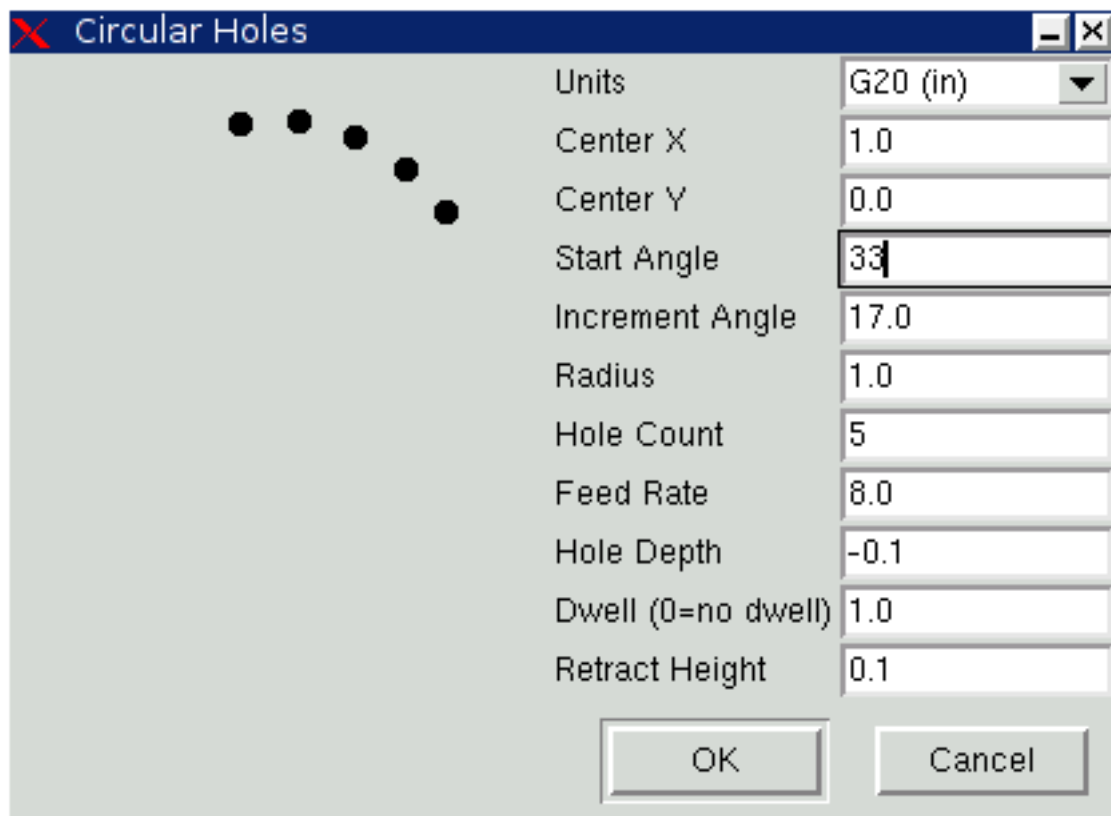 Circular Holes
Units G20 (in)
Center X 1.0
Center Y 0.0
Start Angle 33
Increment Angle 17.0
Radius 1.0
Hole Count 5
Feed Rate 8.0
Hole Depth -0.1
Dwell (0=no dwell) 1.0
Retract Height 0.1
OK Cancel